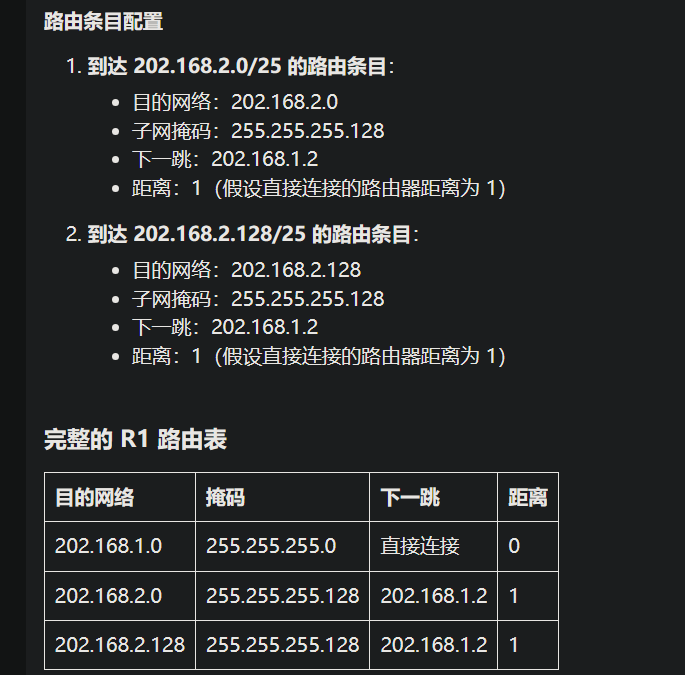 路由条目配置
1. 到达 202.168.2.0/25 的路由条目：
• 目的网络：202.168.2.0
• 子网掩码：255.255.255.128
• 下一跳：202.168.1.2
• 距离：1（假设直接连接的路由器距离为 1）
2. 到达 202.168.2.128/25 的路由条目：
• 目的网络：202.168.2.128
• 子网掩码：255.255.255.128
• 下一跳：202.168.1.2
• 距离：1（假设直接连接的路由器距离为 1）
完整的 R1 路由表
目的网络 掩码 下一跳 距离
202.168.1.0 255.255.255.0 直接连接 0
202.168.2.0 255.255.255.128 202.168.1.2 1
202.168.2.128 255.255.255.128 202.168.1.2 1